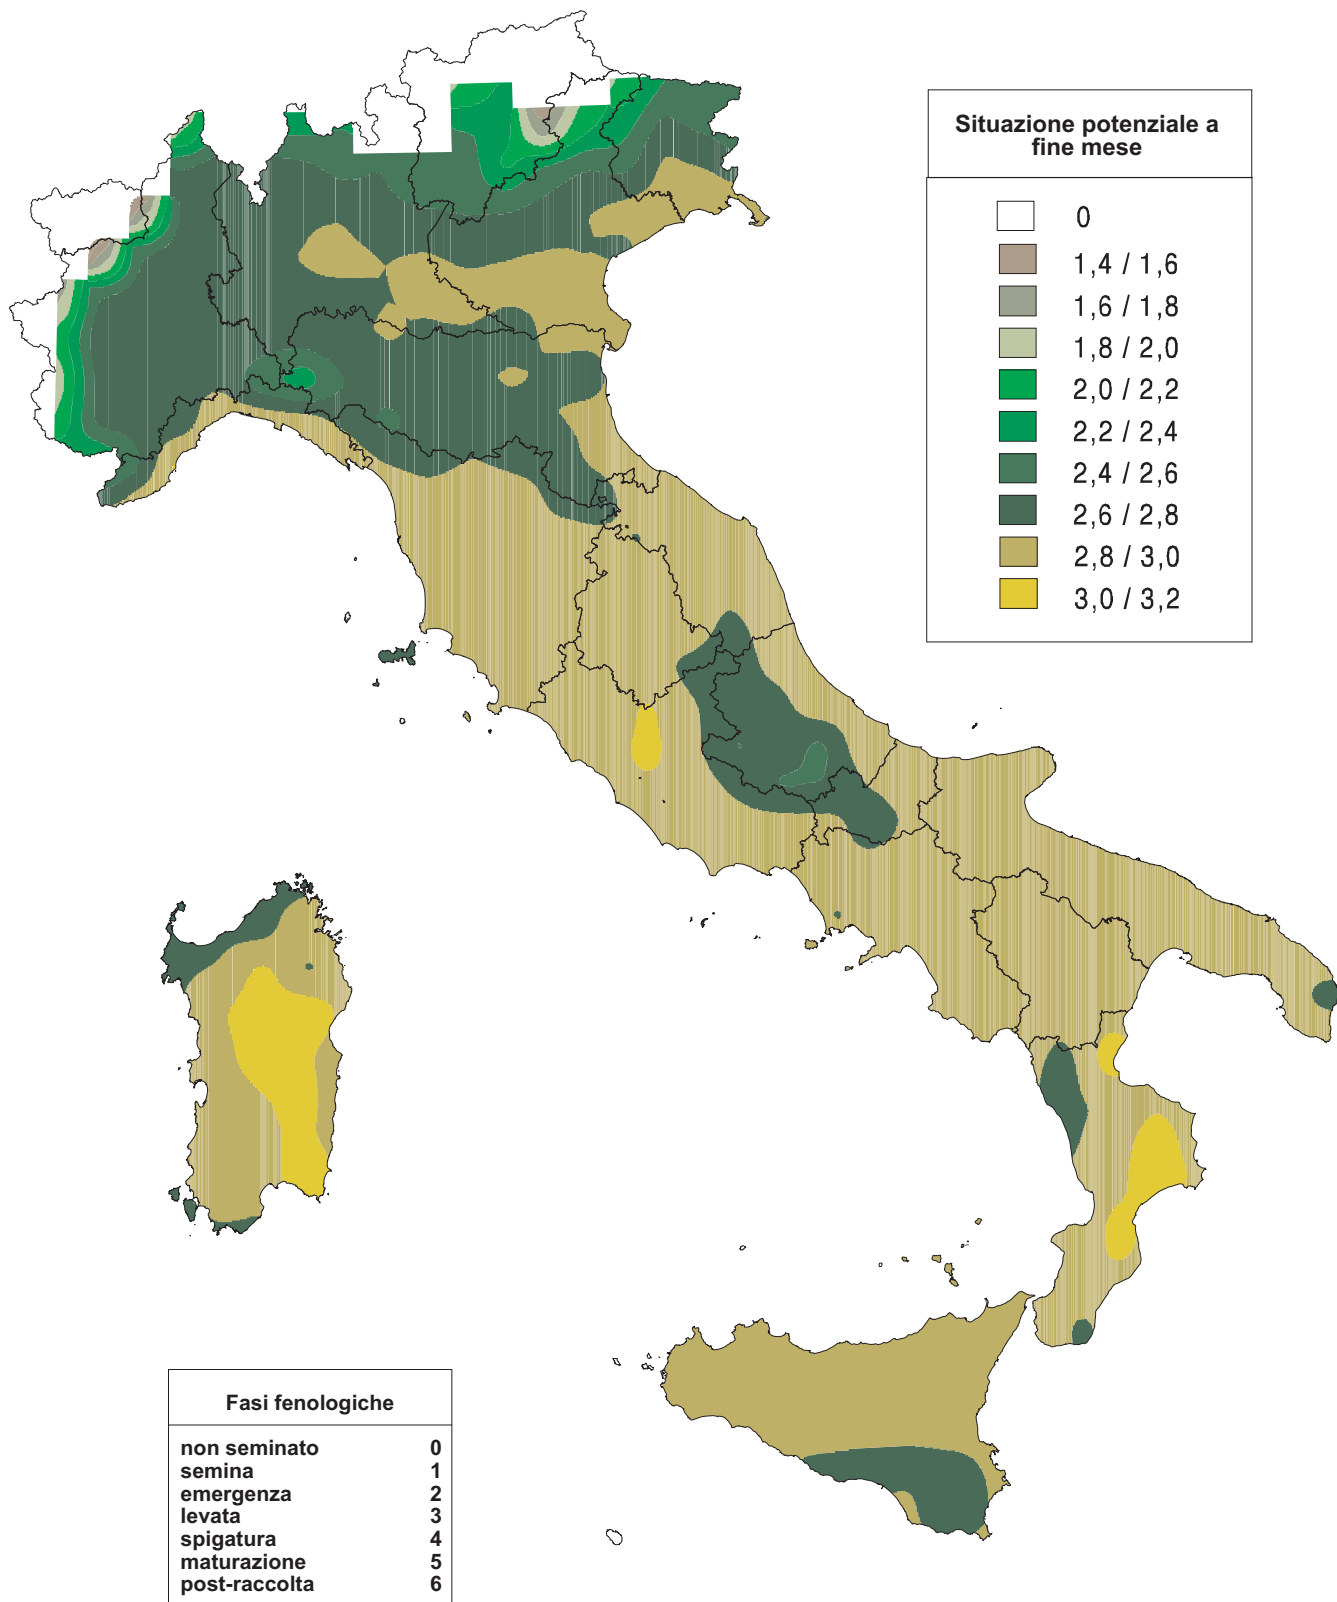 Situazione potenziale a
fine mese
0
1,4 / 1,6
1,6 / 1,8
1,8 / 2,0
2,0 / 2,2
2,2 / 2,4
2,4 / 2,6
2,6 / 2,8
2,8 / 3,0
3,0 / 3,2
Fasi fenologiche
non seminato 0
semina 1
emergenza 2
levata 3
spigatura 4
maturazione 5
post-raccolta 6